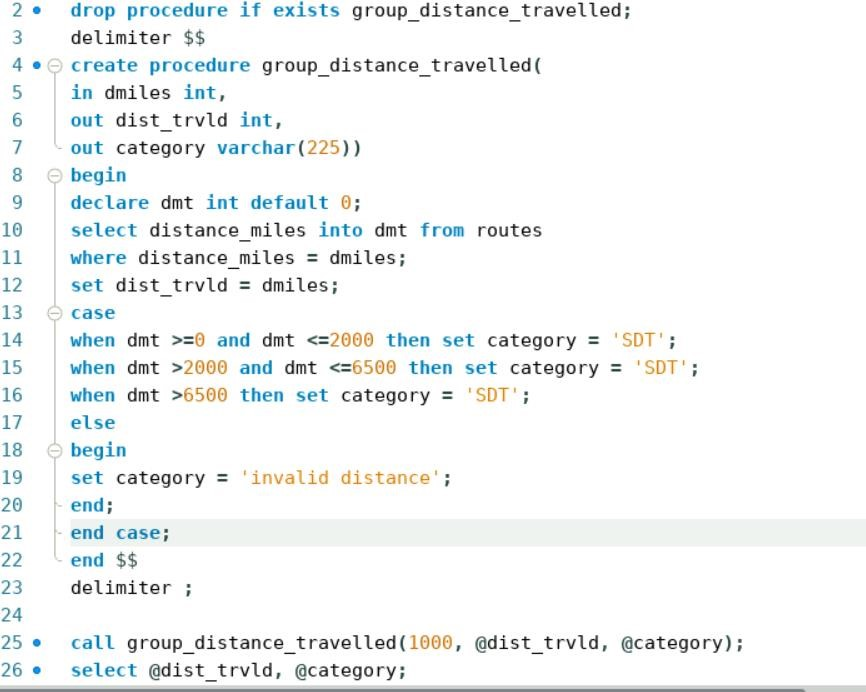 2 drop procedure if exists group_distance_travelled;
3 delimiter $$
4 create procedure group_distance_travelled(
5 in dmiles int,
6 out dist_trvld int,
7 out category varchar(225))
8 begin
9 declare dmt int default 0;
10 select distance_miles into dmt from routes
11 where distance_miles = dmiles;
12 set dist_trvld = dmiles;
13 case
14 when dmt >=0 and dmt <=2000 then set category = 'SDT';
15 when dmt >2000 and dmt <=6500 then set category = 'SDT';
16 when dmt >6500 then set category = 'SDT';
17 else
18 begin
19 set category = 'invalid distance';
20 end;
21 end case;
22 end $$
23 delimiter ;
24
25 call group_distance_travelled(1000, @dist_trvld, @category);
26 select @dist_trvld, @category;